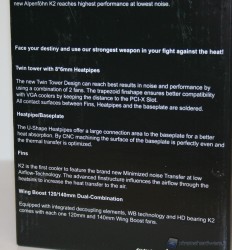 new Alpenföhn K2 reaches highest performance at lowest noise.
Face your destiny and use our strongest weapon in your fight against the heat!
Twin tower with 8*6mm Heatpipes
The new Twin Tower Design can reach best results in noise and performance by
using a combination of 2 fans. The trapezoid finshape ensures better compatibility
with VGA coolers by keeping the distance to the PCI-X Slot.
All contact surfaces between Fins, Heatpipes and the baseplate are soldered.
Heatpipe/Baseplate
The U-Shape Heatpipes offer a large connection area to the baseplate for a better
heat absorption. By CNC machining the surface of the baseplate is perfectly even and
the thermal transfer is optimized.
Fins
K2 is the first cooler to feature the brand new Minimized noise Transfer at low
Airflow-Technology. The advanced finstructure influences the airflow through the
heatsink to increase the heat transfer to the air.
Wing Boost 120/140mm Dual-Combination
Equipped with integrated decoupling elements, WB technology and HD bearing K2
comes with each one 120mm and 140mm Wing Boost fans.